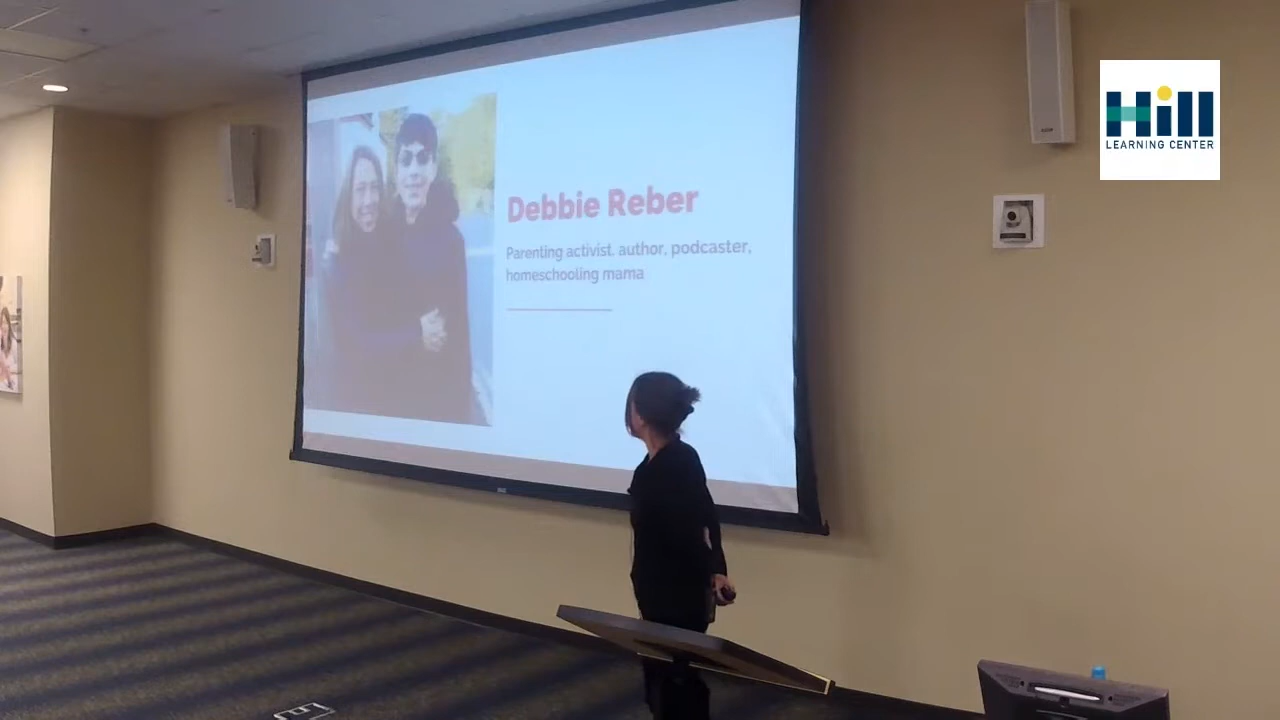 Debbie Reber
Parenting activist, author, podcaster,
homeschooling mama
Hill
LEARNING CENTER